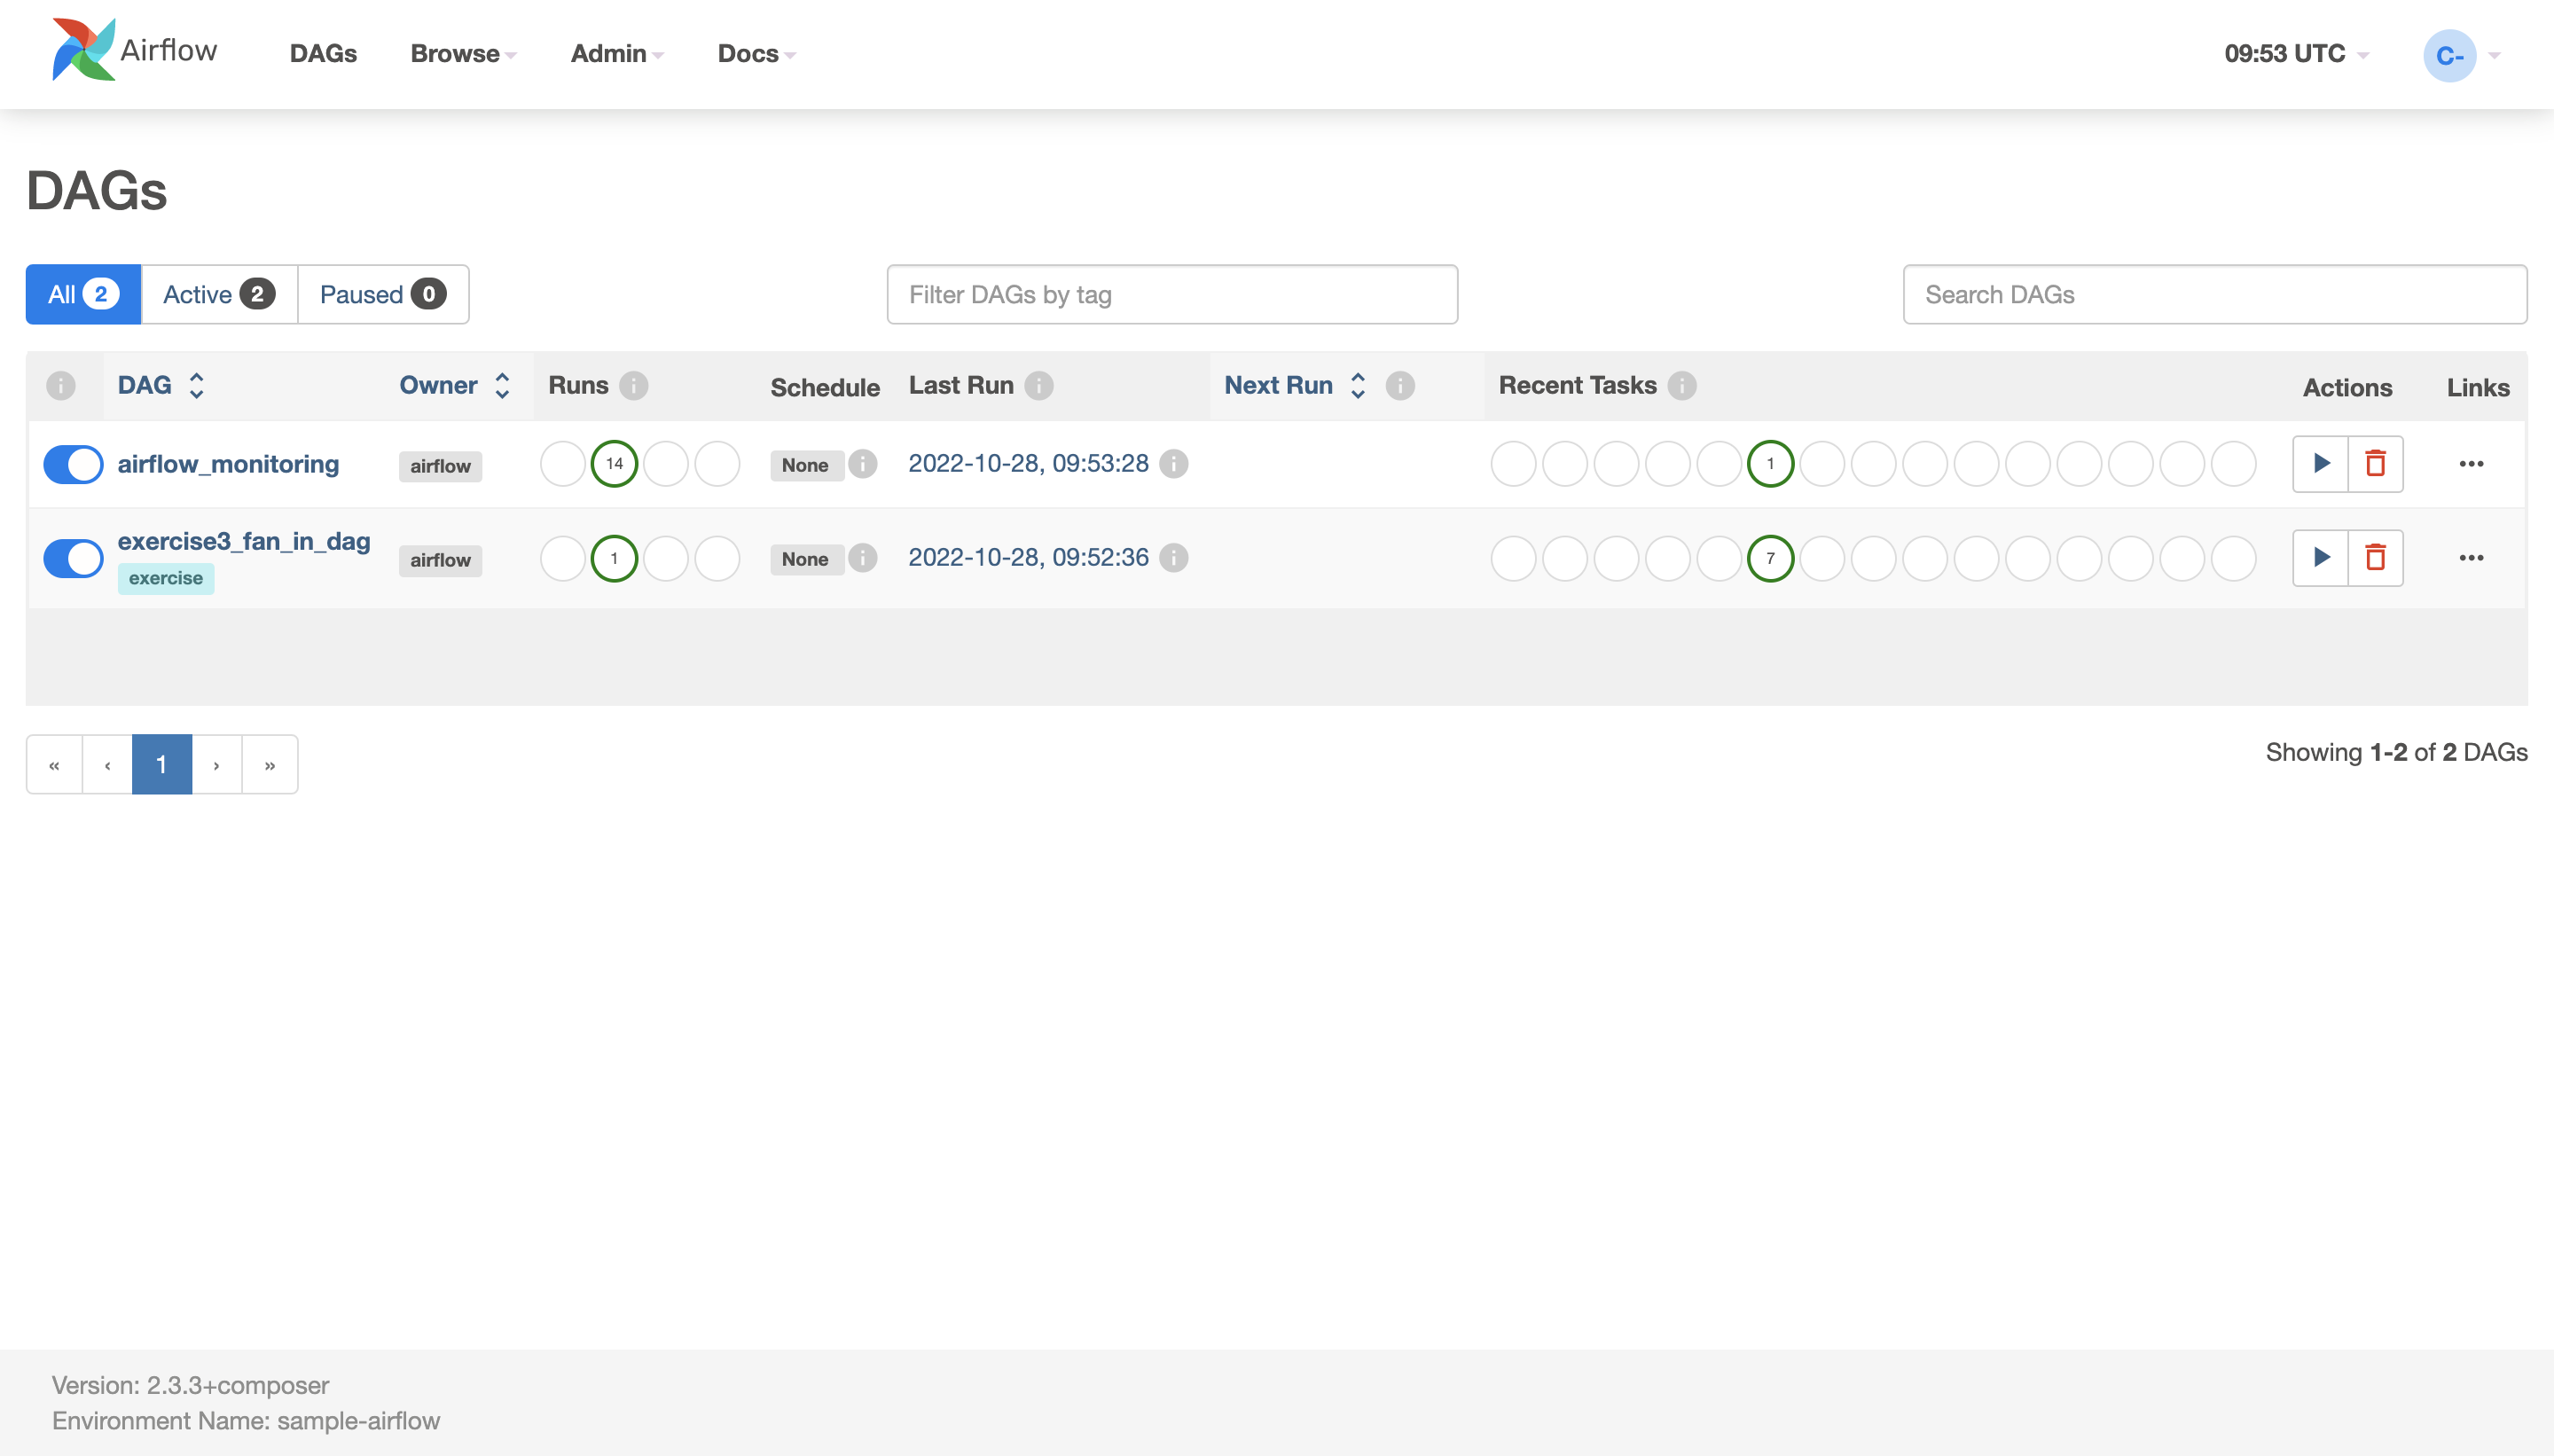 Airflow DAGs Browse Admin Docs 09:53 UTC C-
DAGs
All 2 Active 2 Paused 0 Filter DAGs by tag Search DAGs
i DAG Owner Runs i Schedule Last Run i Next Run i Recent Tasks i Actions Links
airflow_monitoring airflow 14 None i 2022-10-28, 09:53:28 i 1 ...
exercise3_fan_in_dag airflow 1 None i 2022-10-28, 09:52:36 i 7 ...
exercise
« ‹ 1 › » Showing 1-2 of 2 DAGs
Version: 2.3.3+composer
Environment Name: sample-airflow